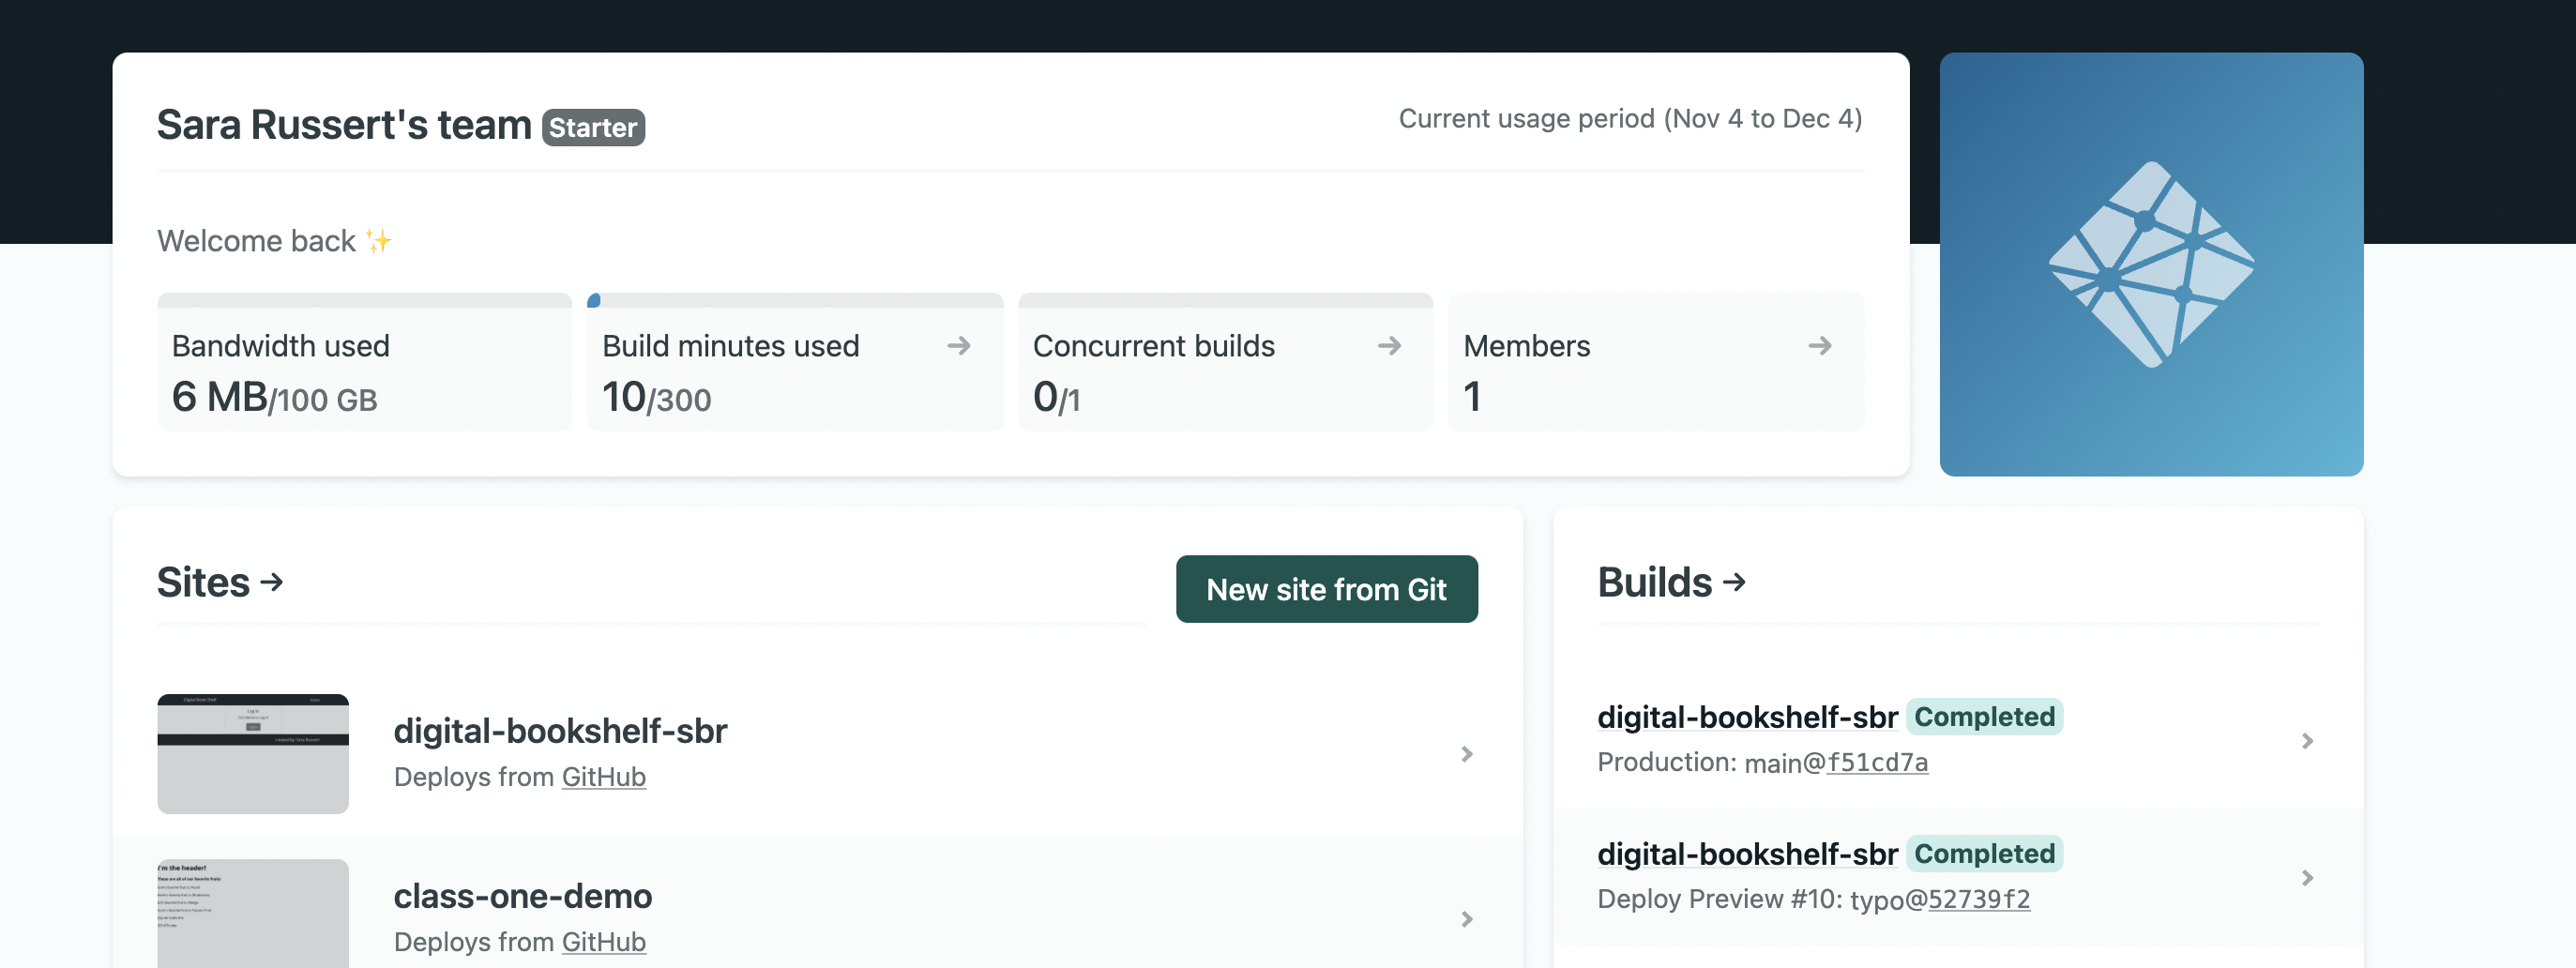 Sara Russert's team Starter
Current usage period (Nov 4 to Dec 4)
Welcome back ✨
Bandwidth used
6 MB/100 GB
Build minutes used →
10/300
Concurrent builds →
0/1
Members →
1
Sites →
New site from Git
digital-bookshelf-sbr
Deploys from GitHub
I'm the header!
class-one-demo
Deploys from GitHub
Builds →
digital-bookshelf-sbr Completed
Production: main@f51cd7a
digital-bookshelf-sbr Completed
Deploy Preview #10: typo@52739f2